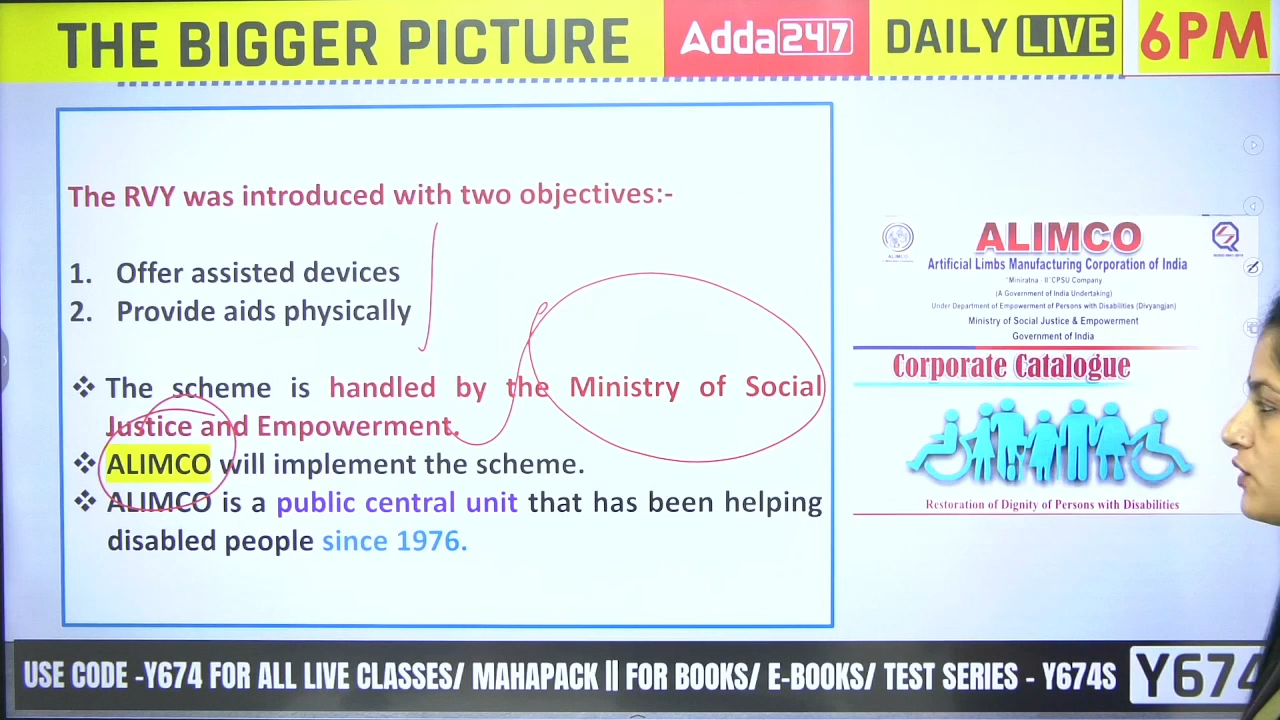 THE BIGGER PICTURE
Adda247
DAILY LIVE
6PM
The RVY was introduced with two objectives:-
1. Offer assisted devices
2. Provide aids physically
❖ The scheme is handled by the Ministry of Social
Justice and Empowerment.
❖ ALIMCO will implement the scheme.
❖ ALIMCO is a public central unit that has been helping
disabled people since 1976.
ALIMCO
Artificial Limbs Manufacturing Corporation of India
"Miniratna - II" CPSU Company
(A Government of India Undertaking)
Under Department of Empowerment of Persons with Disabilities (Divyangjan)
Ministry of Social Justice & Empowerment
Government of India
Corporate Catalogue
Restoration of Dignity of Persons with Disabilities
USE CODE -Y674 FOR ALL LIVE CLASSES/ MAHAPACK || FOR BOOKS/ E-BOOKS/ TEST SERIES - Y674S
Y674